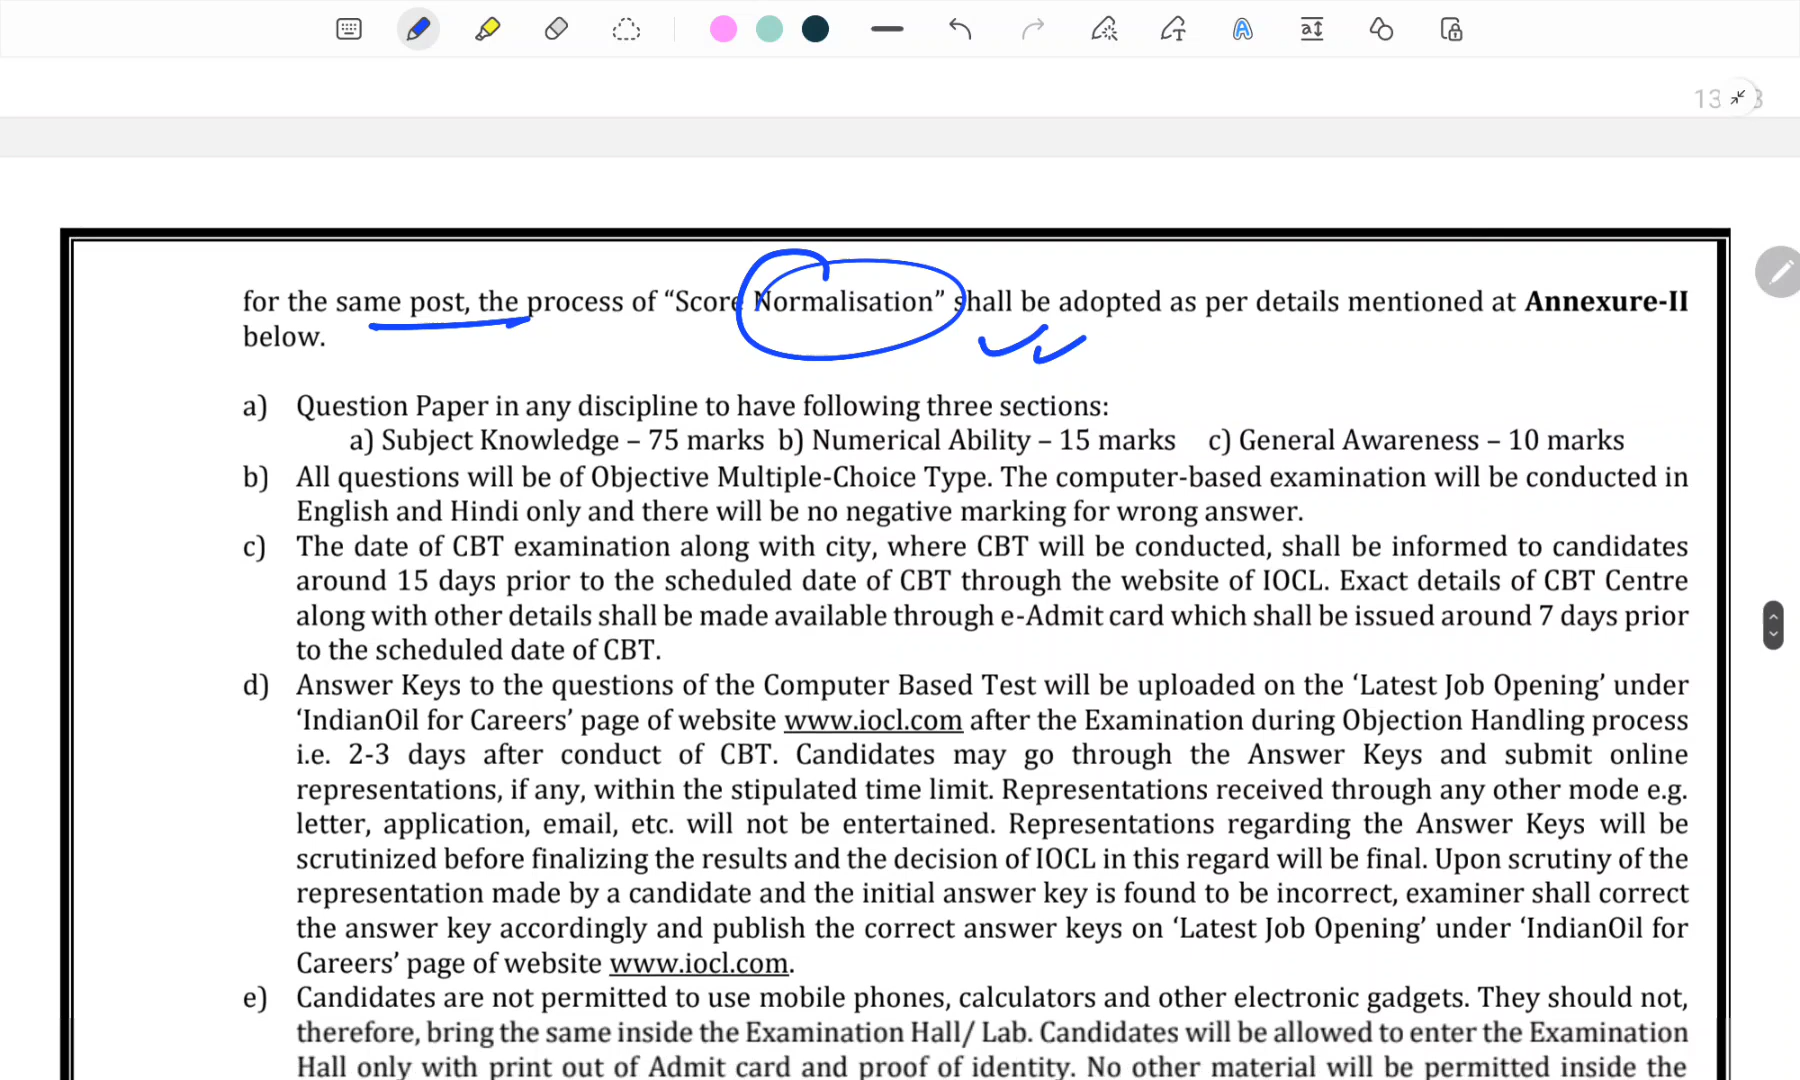 for the same post, the process of “Score Normalisation” shall be adopted as per details mentioned at Annexure-II
below.
a) Question Paper in any discipline to have following three sections:
a) Subject Knowledge – 75 marks b) Numerical Ability – 15 marks c) General Awareness – 10 marks
b) All questions will be of Objective Multiple-Choice Type. The computer-based examination will be conducted in
English and Hindi only and there will be no negative marking for wrong answer.
c) The date of CBT examination along with city, where CBT will be conducted, shall be informed to candidates
around 15 days prior to the scheduled date of CBT through the website of IOCL. Exact details of CBT Centre
along with other details shall be made available through e-Admit card which shall be issued around 7 days prior
to the scheduled date of CBT.
d) Answer Keys to the questions of the Computer Based Test will be uploaded on the ‘Latest Job Opening’ under
‘IndianOil for Careers’ page of website www.iocl.com after the Examination during Objection Handling process
i.e. 2-3 days after conduct of CBT. Candidates may go through the Answer Keys and submit online
representations, if any, within the stipulated time limit. Representations received through any other mode e.g.
letter, application, email, etc. will not be entertained. Representations regarding the Answer Keys will be
scrutinized before finalizing the results and the decision of IOCL in this regard will be final. Upon scrutiny of the
representation made by a candidate and the initial answer key is found to be incorrect, examiner shall correct
the answer key accordingly and publish the correct answer keys on ‘Latest Job Opening’ under ‘IndianOil for
Careers’ page of website www.iocl.com.
e) Candidates are not permitted to use mobile phones, calculators and other electronic gadgets. They should not,
therefore, bring the same inside the Examination Hall/ Lab. Candidates will be allowed to enter the Examination
Hall only with print out of Admit card and proof of identity. No other material will be permitted inside the